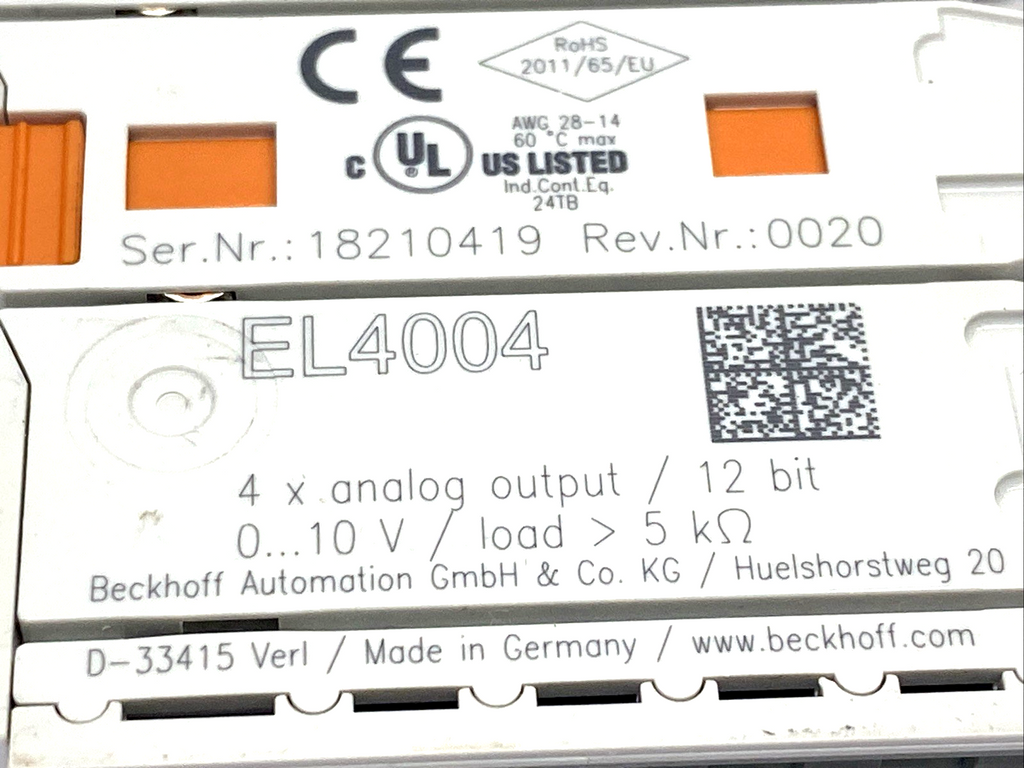 CE
RoHS
2011/65/EU
AWG 28-14
60 °C max
c UL ® US LISTED
Ind.Cont.Eq.
24TB
Ser.Nr.: 18210419 Rev.Nr.: 0020
EL4004
4 x analog output / 12 bit
0...10 V / load > 5 kΩ
Beckhoff Automation GmbH & Co. KG / Huelshorstweg 20
D-33415 Verl / Made in Germany / www.beckhoff.com